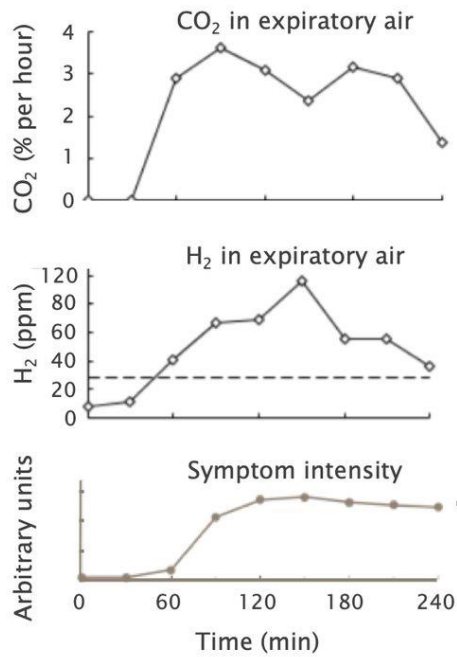 CO₂ in expiratory air
CO₂ (% per hour)
4
3
2
1
0
H₂ in expiratory air
H₂ (ppm)
120
80
60
40
20
0
Symptom intensity
Arbitrary units
0 60 120 180 240
Time (min)